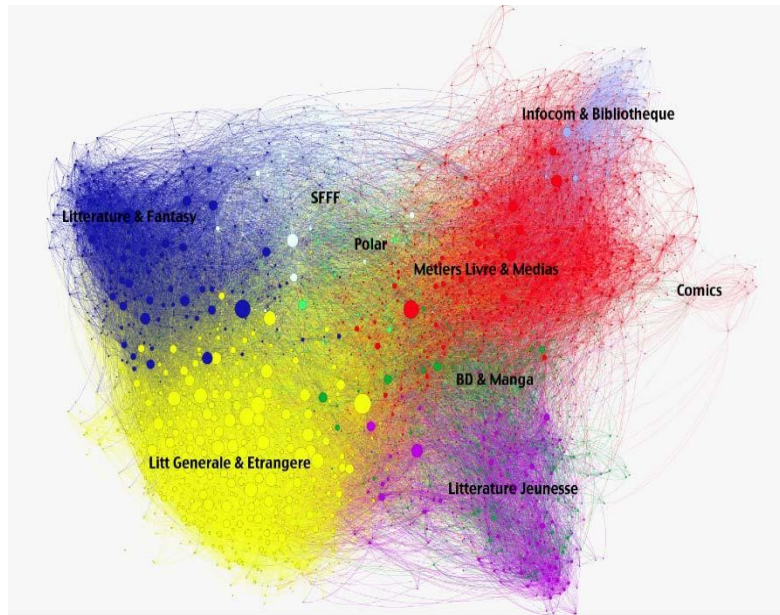 Infocom & Bibliotheque
SFFF
Litterature & Fantasy
Polar
Metiers Livre & Medias
Comics
BD & Manga
Litt Generale & Etrangere
Litterature Jeunesse